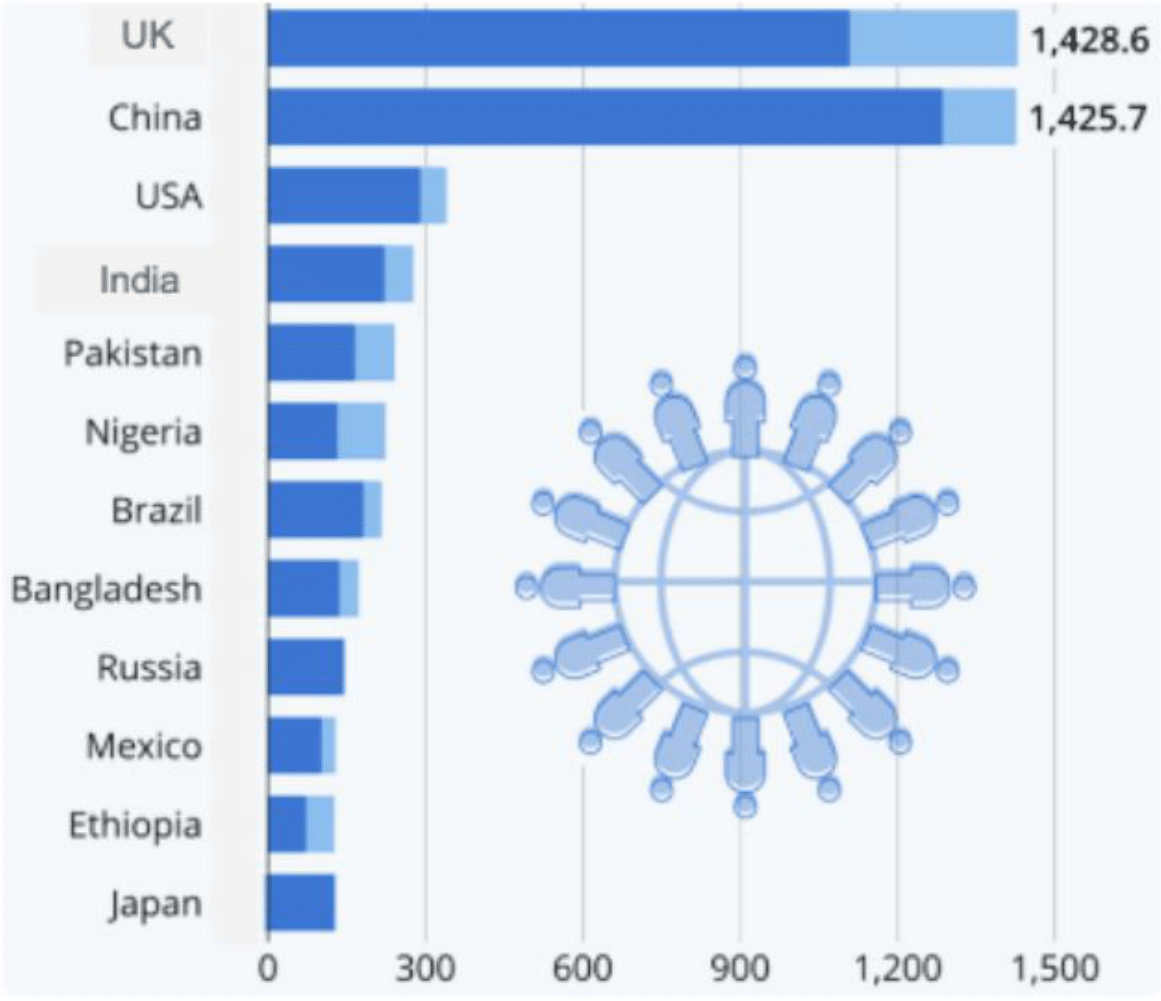 UK 1,428.6
China 1,425.7
USA
India
Pakistan
Nigeria
Brazil
Bangladesh
Russia
Mexico
Ethiopia
Japan
0 300 600 900 1,200 1,500